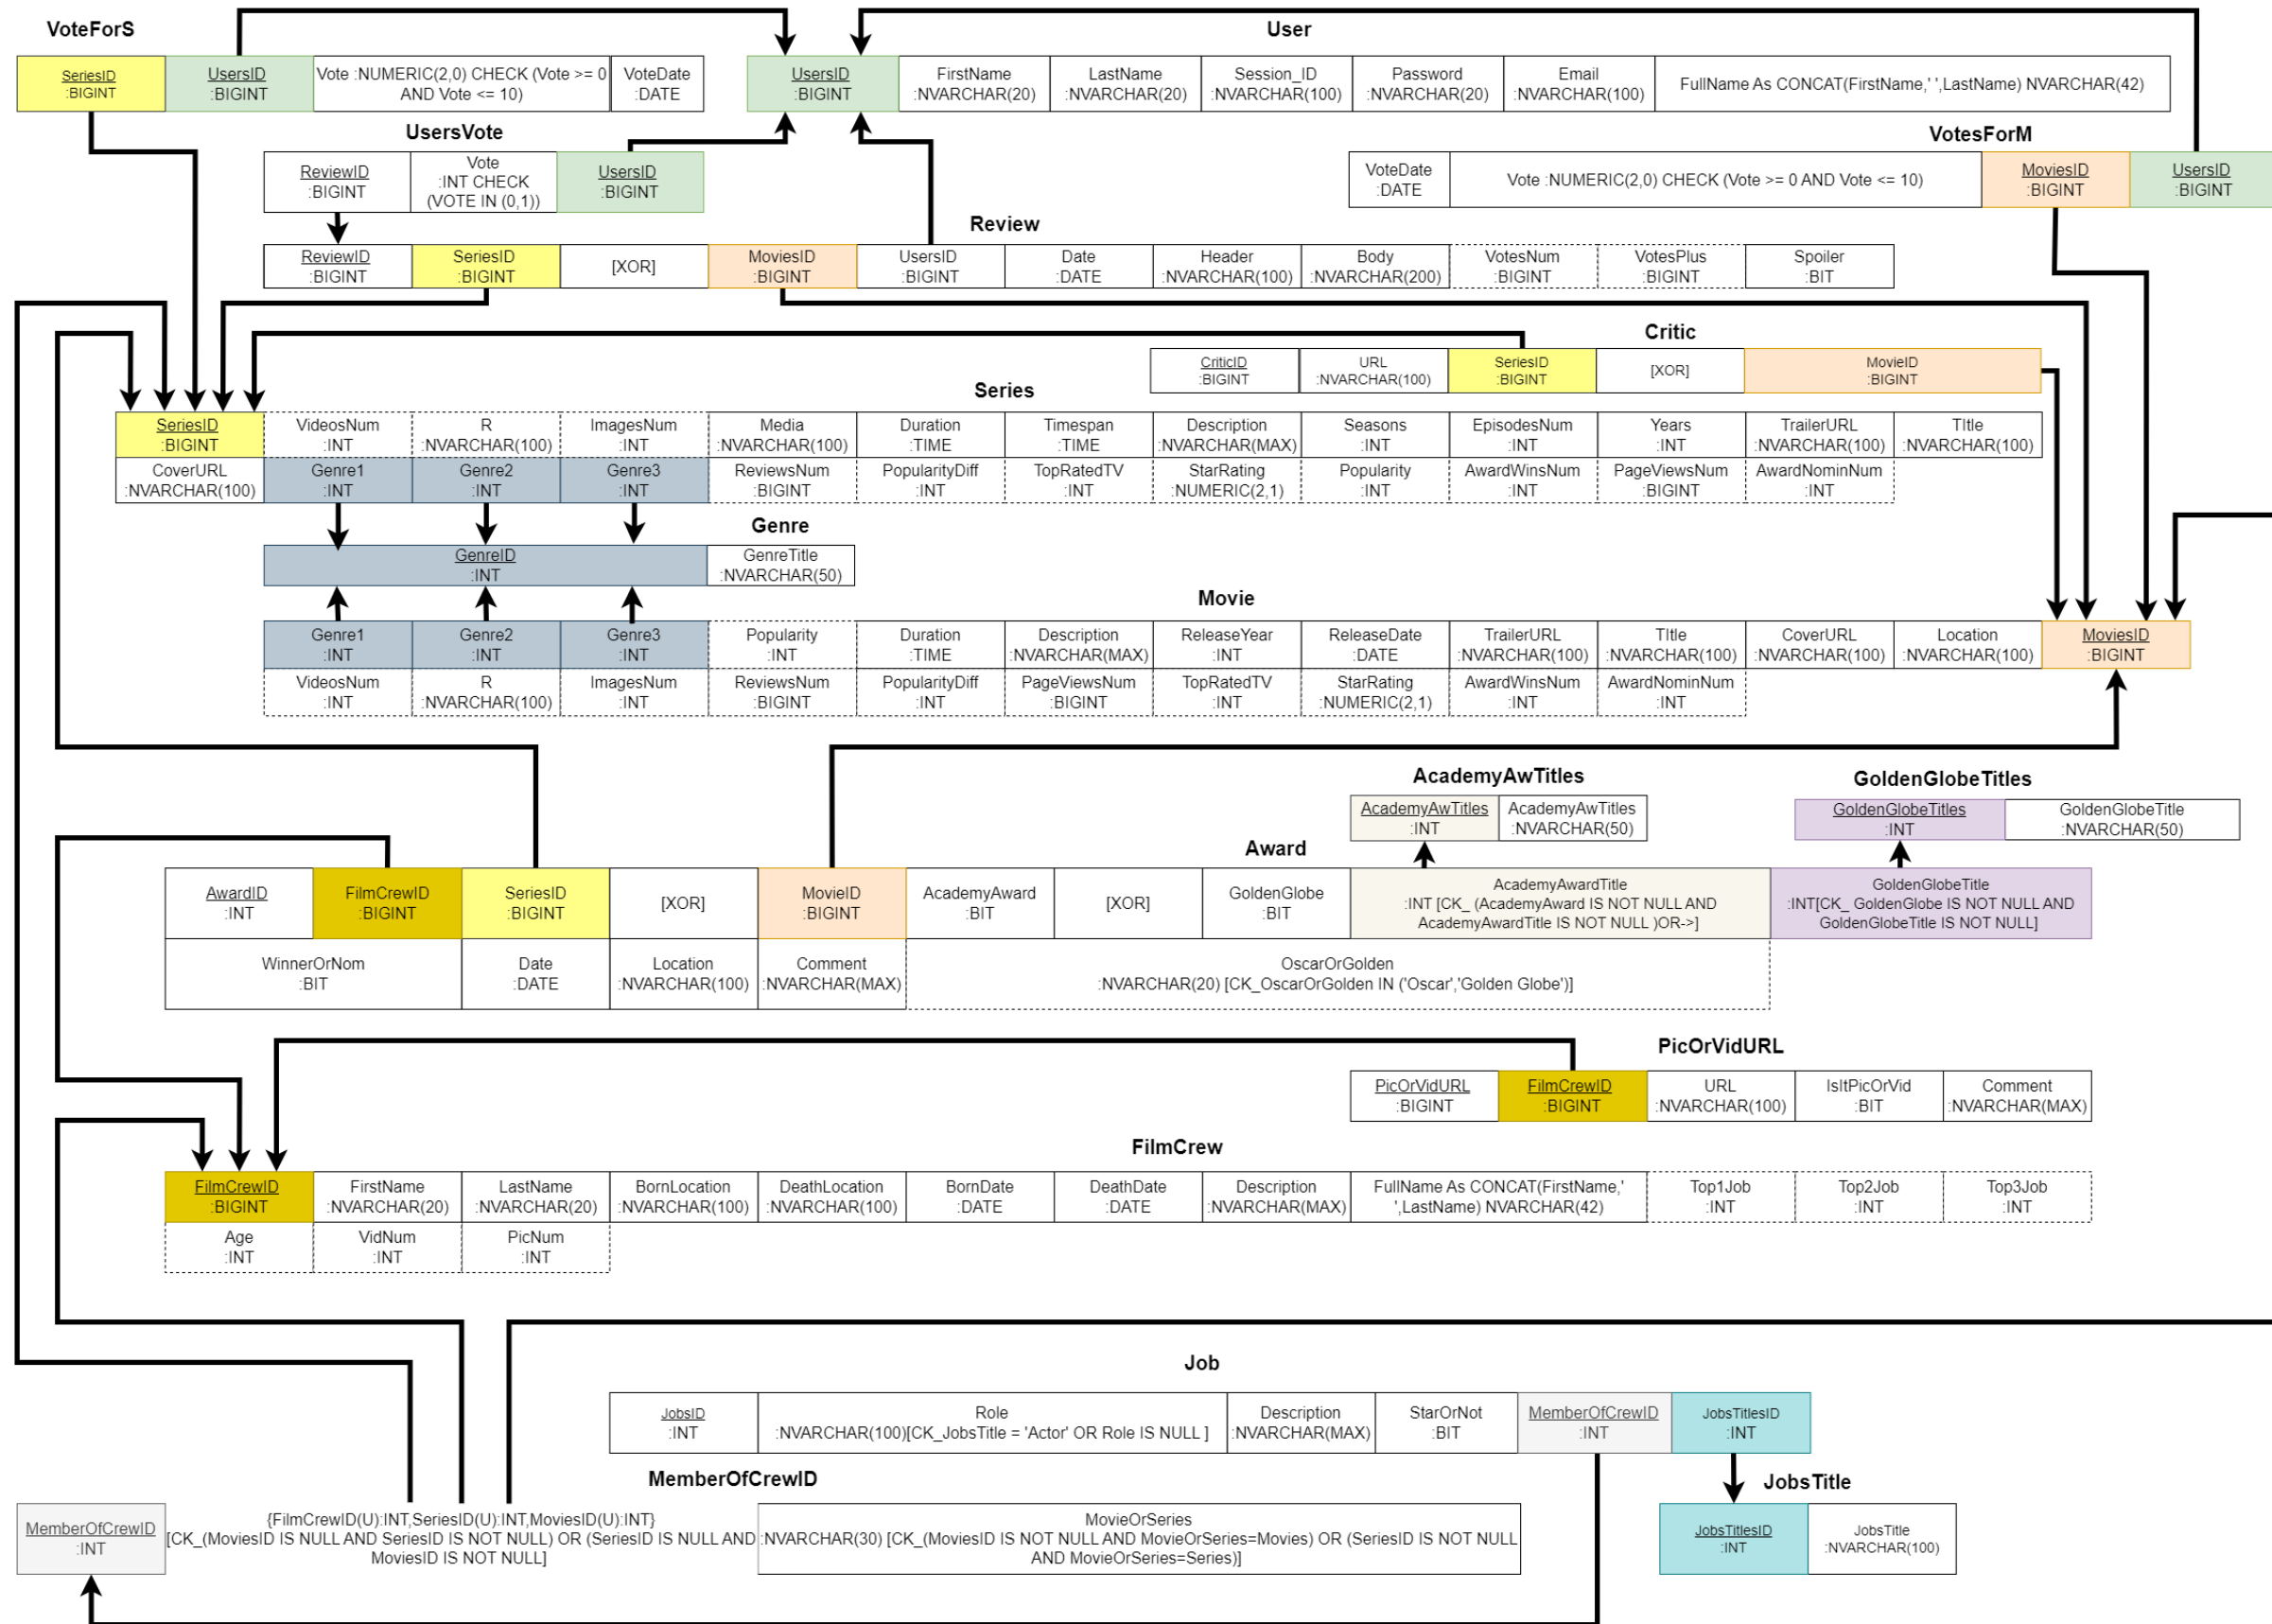 VoteForS
User
SeriesID
:BIGINT
UsersID
:BIGINT
Vote :NUMERIC(2,0) CHECK (Vote >= 0
AND Vote <= 10)
VoteDate
:DATE
UsersID
:BIGINT
FirstName
:NVARCHAR(20)
LastName
:NVARCHAR(20)
Session_ID
:NVARCHAR(100)
Password
:NVARCHAR(20)
Email
:NVARCHAR(100)
FullName As CONCAT(FirstName,' ',LastName) NVARCHAR(42)
UsersVote
VotesForM
ReviewID
:BIGINT
Vote
:INT CHECK
(VOTE IN (0,1))
UsersID
:BIGINT
VoteDate
:DATE
Vote :NUMERIC(2,0) CHECK (Vote >= 0 AND Vote <= 10)
MoviesID
:BIGINT
UsersID
:BIGINT
Review
ReviewID
:BIGINT
SeriesID
:BIGINT
[XOR]
MoviesID
:BIGINT
UsersID
:BIGINT
Date
:DATE
Header
:NVARCHAR(100)
Body
:NVARCHAR(200)
VotesNum
:BIGINT
VotesPlus
:BIGINT
Spoiler
:BIT
Critic
CriticID
:BIGINT
URL
:NVARCHAR(100)
SeriesID
:BIGINT
[XOR]
MovieID
:BIGINT
Series
SeriesID
:BIGINT
VideosNum
:INT
R
:NVARCHAR(100)
ImagesNum
:INT
Media
:NVARCHAR(100)
Duration
:TIME
Timespan
:TIME
Description
:NVARCHAR(MAX)
Seasons
:INT
EpisodesNum
:INT
Years
:INT
TrailerURL
:NVARCHAR(100)
TItle
:NVARCHAR(100)
CoverURL
:NVARCHAR(100)
Genre1
:INT
Genre2
:INT
Genre3
:INT
ReviewsNum
:BIGINT
PopularityDiff
:INT
TopRatedTV
:INT
StarRating
:NUMERIC(2,1)
Popularity
:INT
AwardWinsNum
:INT
PageViewsNum
:BIGINT
AwardNominNum
:INT
Genre
GenreID
:INT
GenreTitle
:NVARCHAR(50)
Movie
Genre1
:INT
Genre2
:INT
Genre3
:INT
Popularity
:INT
Duration
:TIME
Description
:NVARCHAR(MAX)
ReleaseYear
:INT
ReleaseDate
:DATE
TrailerURL
:NVARCHAR(100)
TItle
:NVARCHAR(100)
CoverURL
:NVARCHAR(100)
Location
:NVARCHAR(100)
MoviesID
:BIGINT
VideosNum
:INT
R
:NVARCHAR(100)
ImagesNum
:INT
ReviewsNum
:BIGINT
PopularityDiff
:INT
PageViewsNum
:BIGINT
TopRatedTV
:INT
StarRating
:NUMERIC(2,1)
AwardWinsNum
:INT
AwardNominNum
:INT
AcademyAwTitles
GoldenGlobeTitles
AcademyAwTitles
:INT
AcademyAwTitles
:NVARCHAR(50)
GoldenGlobeTitles
:INT
GoldenGlobeTitle
:NVARCHAR(50)
Award
AwardID
:INT
FilmCrewID
:BIGINT
SeriesID
:BIGINT
[XOR]
MovieID
:BIGINT
AcademyAward
:BIT
[XOR]
GoldenGlobe
:BIT
AcademyAwardTitle
:INT [CK_ (AcademyAward IS NOT NULL AND
AcademyAwardTitle IS NOT NULL )OR->]
GoldenGlobeTitle
:INT[CK_ GoldenGlobe IS NOT NULL AND
GoldenGlobeTitle IS NOT NULL]
WinnerOrNom
:BIT
Date
:DATE
Location
:NVARCHAR(100)
Comment
:NVARCHAR(MAX)
OscarOrGolden
:NVARCHAR(20) [CK_OscarOrGolden IN ('Oscar','Golden Globe')]
PicOrVidURL
PicOrVidURL
:BIGINT
FilmCrewID
:BIGINT
URL
:NVARCHAR(100)
IsItPicOrVid
:BIT
Comment
:NVARCHAR(MAX)
FilmCrew
FilmCrewID
:BIGINT
FirstName
:NVARCHAR(20)
LastName
:NVARCHAR(20)
BornLocation
:NVARCHAR(100)
DeathLocation
:NVARCHAR(100)
BornDate
:DATE
DeathDate
:DATE
Description
:NVARCHAR(MAX)
FullName As CONCAT(FirstName,'
',LastName) NVARCHAR(42)
Top1Job
:INT
Top2Job
:INT
Top3Job
:INT
Age
:INT
VidNum
:INT
PicNum
:INT
Job
JobsID
:INT
Role
:NVARCHAR(100)[CK_JobsTitle = 'Actor' OR Role IS NULL ]
Description
:NVARCHAR(MAX)
StarOrNot
:BIT
MemberOfCrewID
:INT
JobsTitlesID
:INT
MemberOfCrewID
JobsTitle
MemberOfCrewID
:INT
{FilmCrewID(U):INT,SeriesID(U):INT,MoviesID(U):INT}
[CK_(MoviesID IS NULL AND SeriesID IS NOT NULL) OR (SeriesID IS NULL AND
MoviesID IS NOT NULL]
MovieOrSeries
:NVARCHAR(30) [CK_(MoviesID IS NOT NULL AND MovieOrSeries=Movies) OR (SeriesID IS NOT NULL
AND MovieOrSeries=Series)]
JobsTitlesID
:INT
JobsTitle
:NVARCHAR(100)